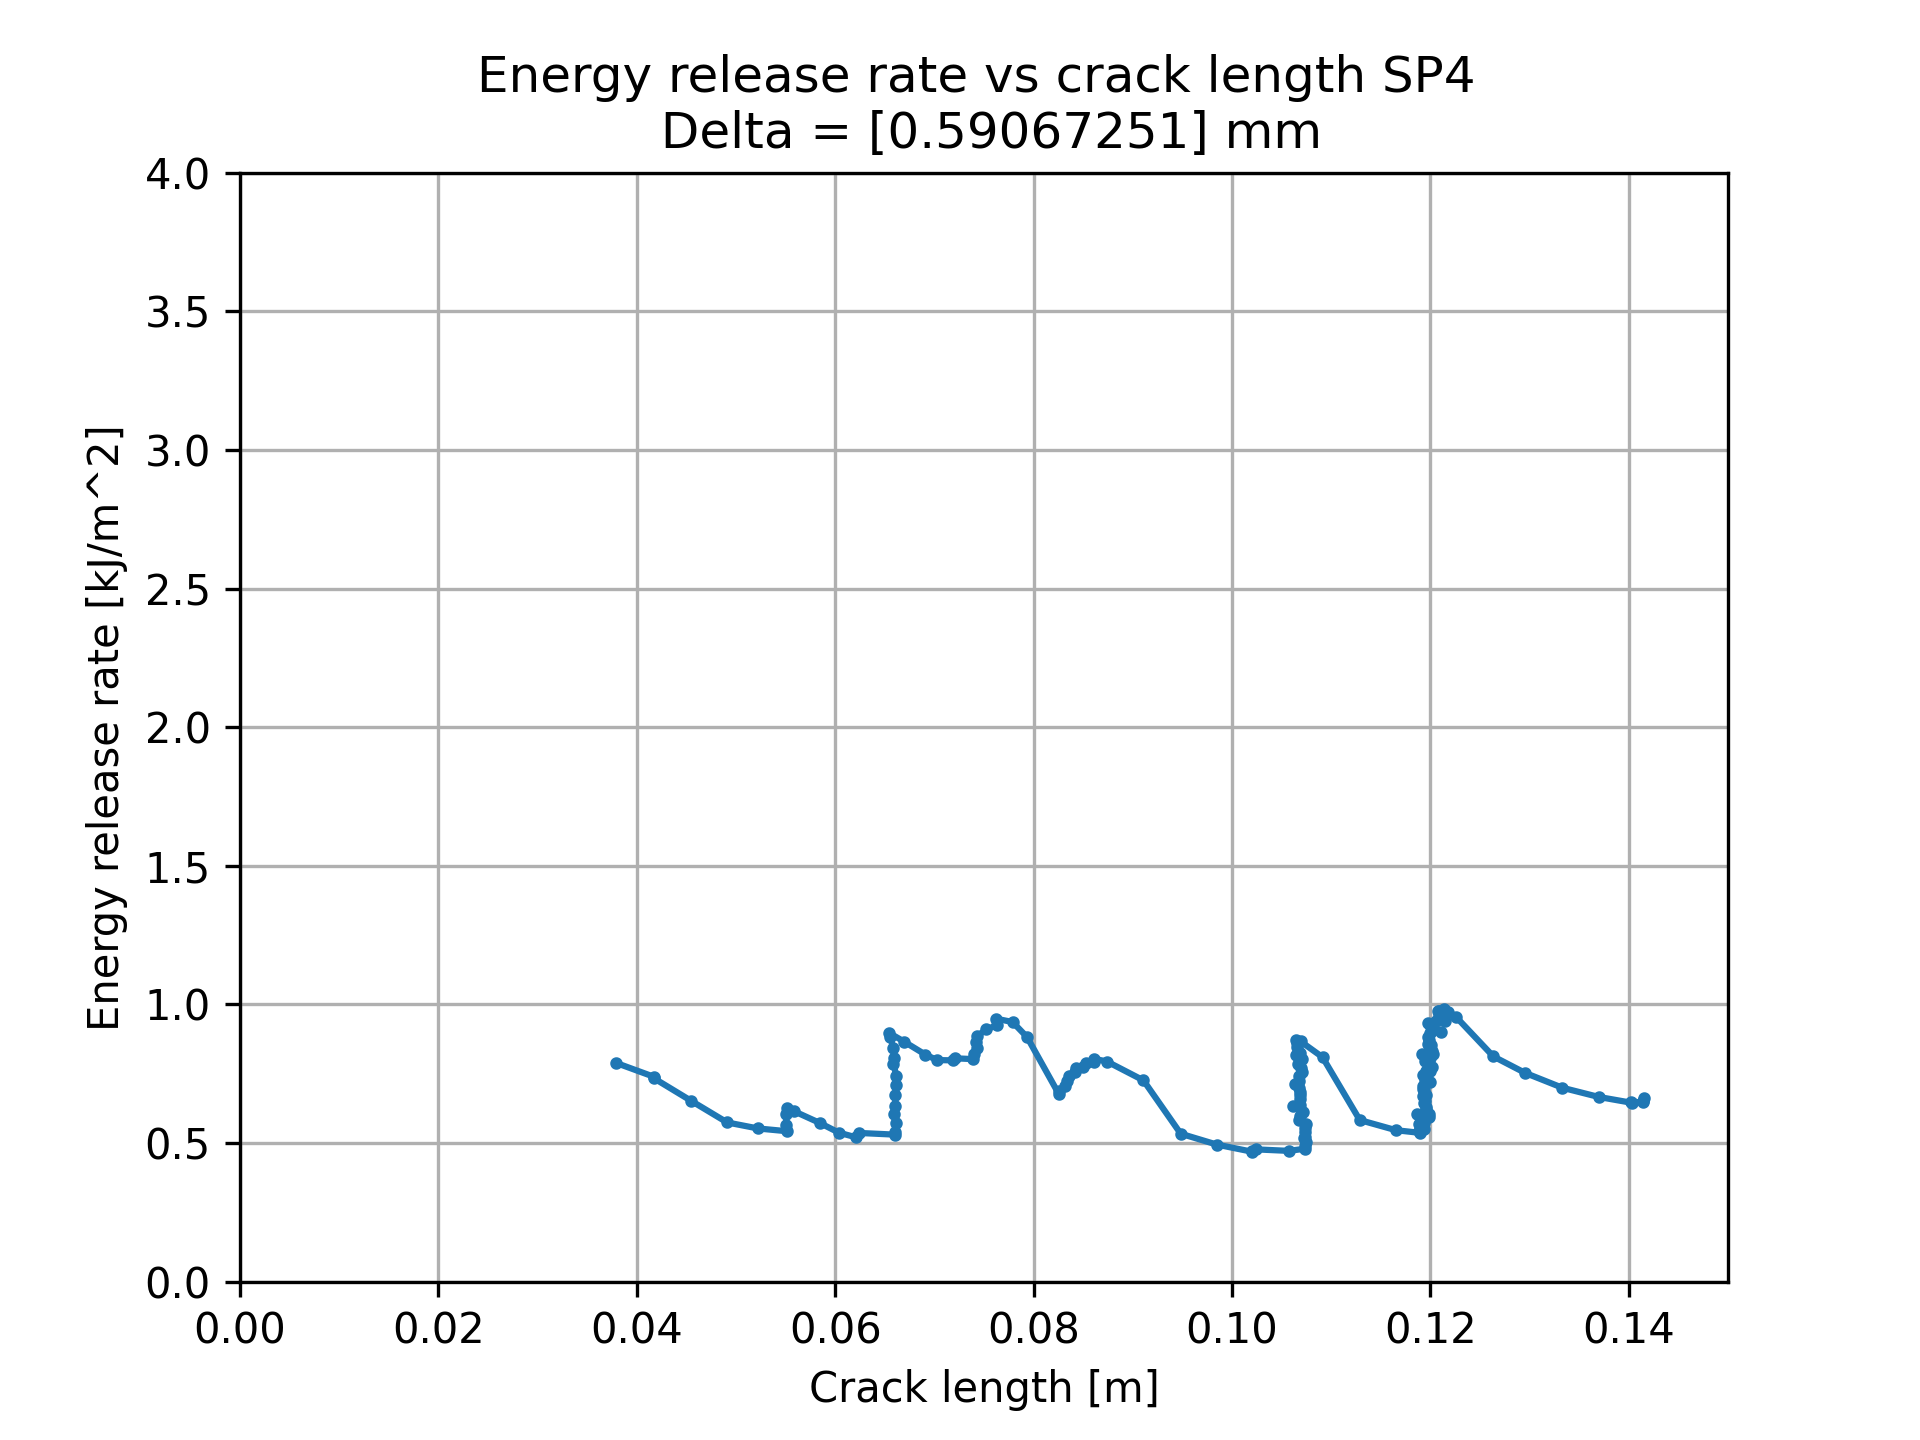 Energy release rate vs crack length SP4
Delta = [0.59067251] mm
4.0
3.5
3.0
2.5
2.0
1.5
1.0
0.5
0.0
Energy release rate [kJ/m^2]
0.00 0.02 0.04 0.06 0.08 0.10 0.12 0.14
Crack length [m]